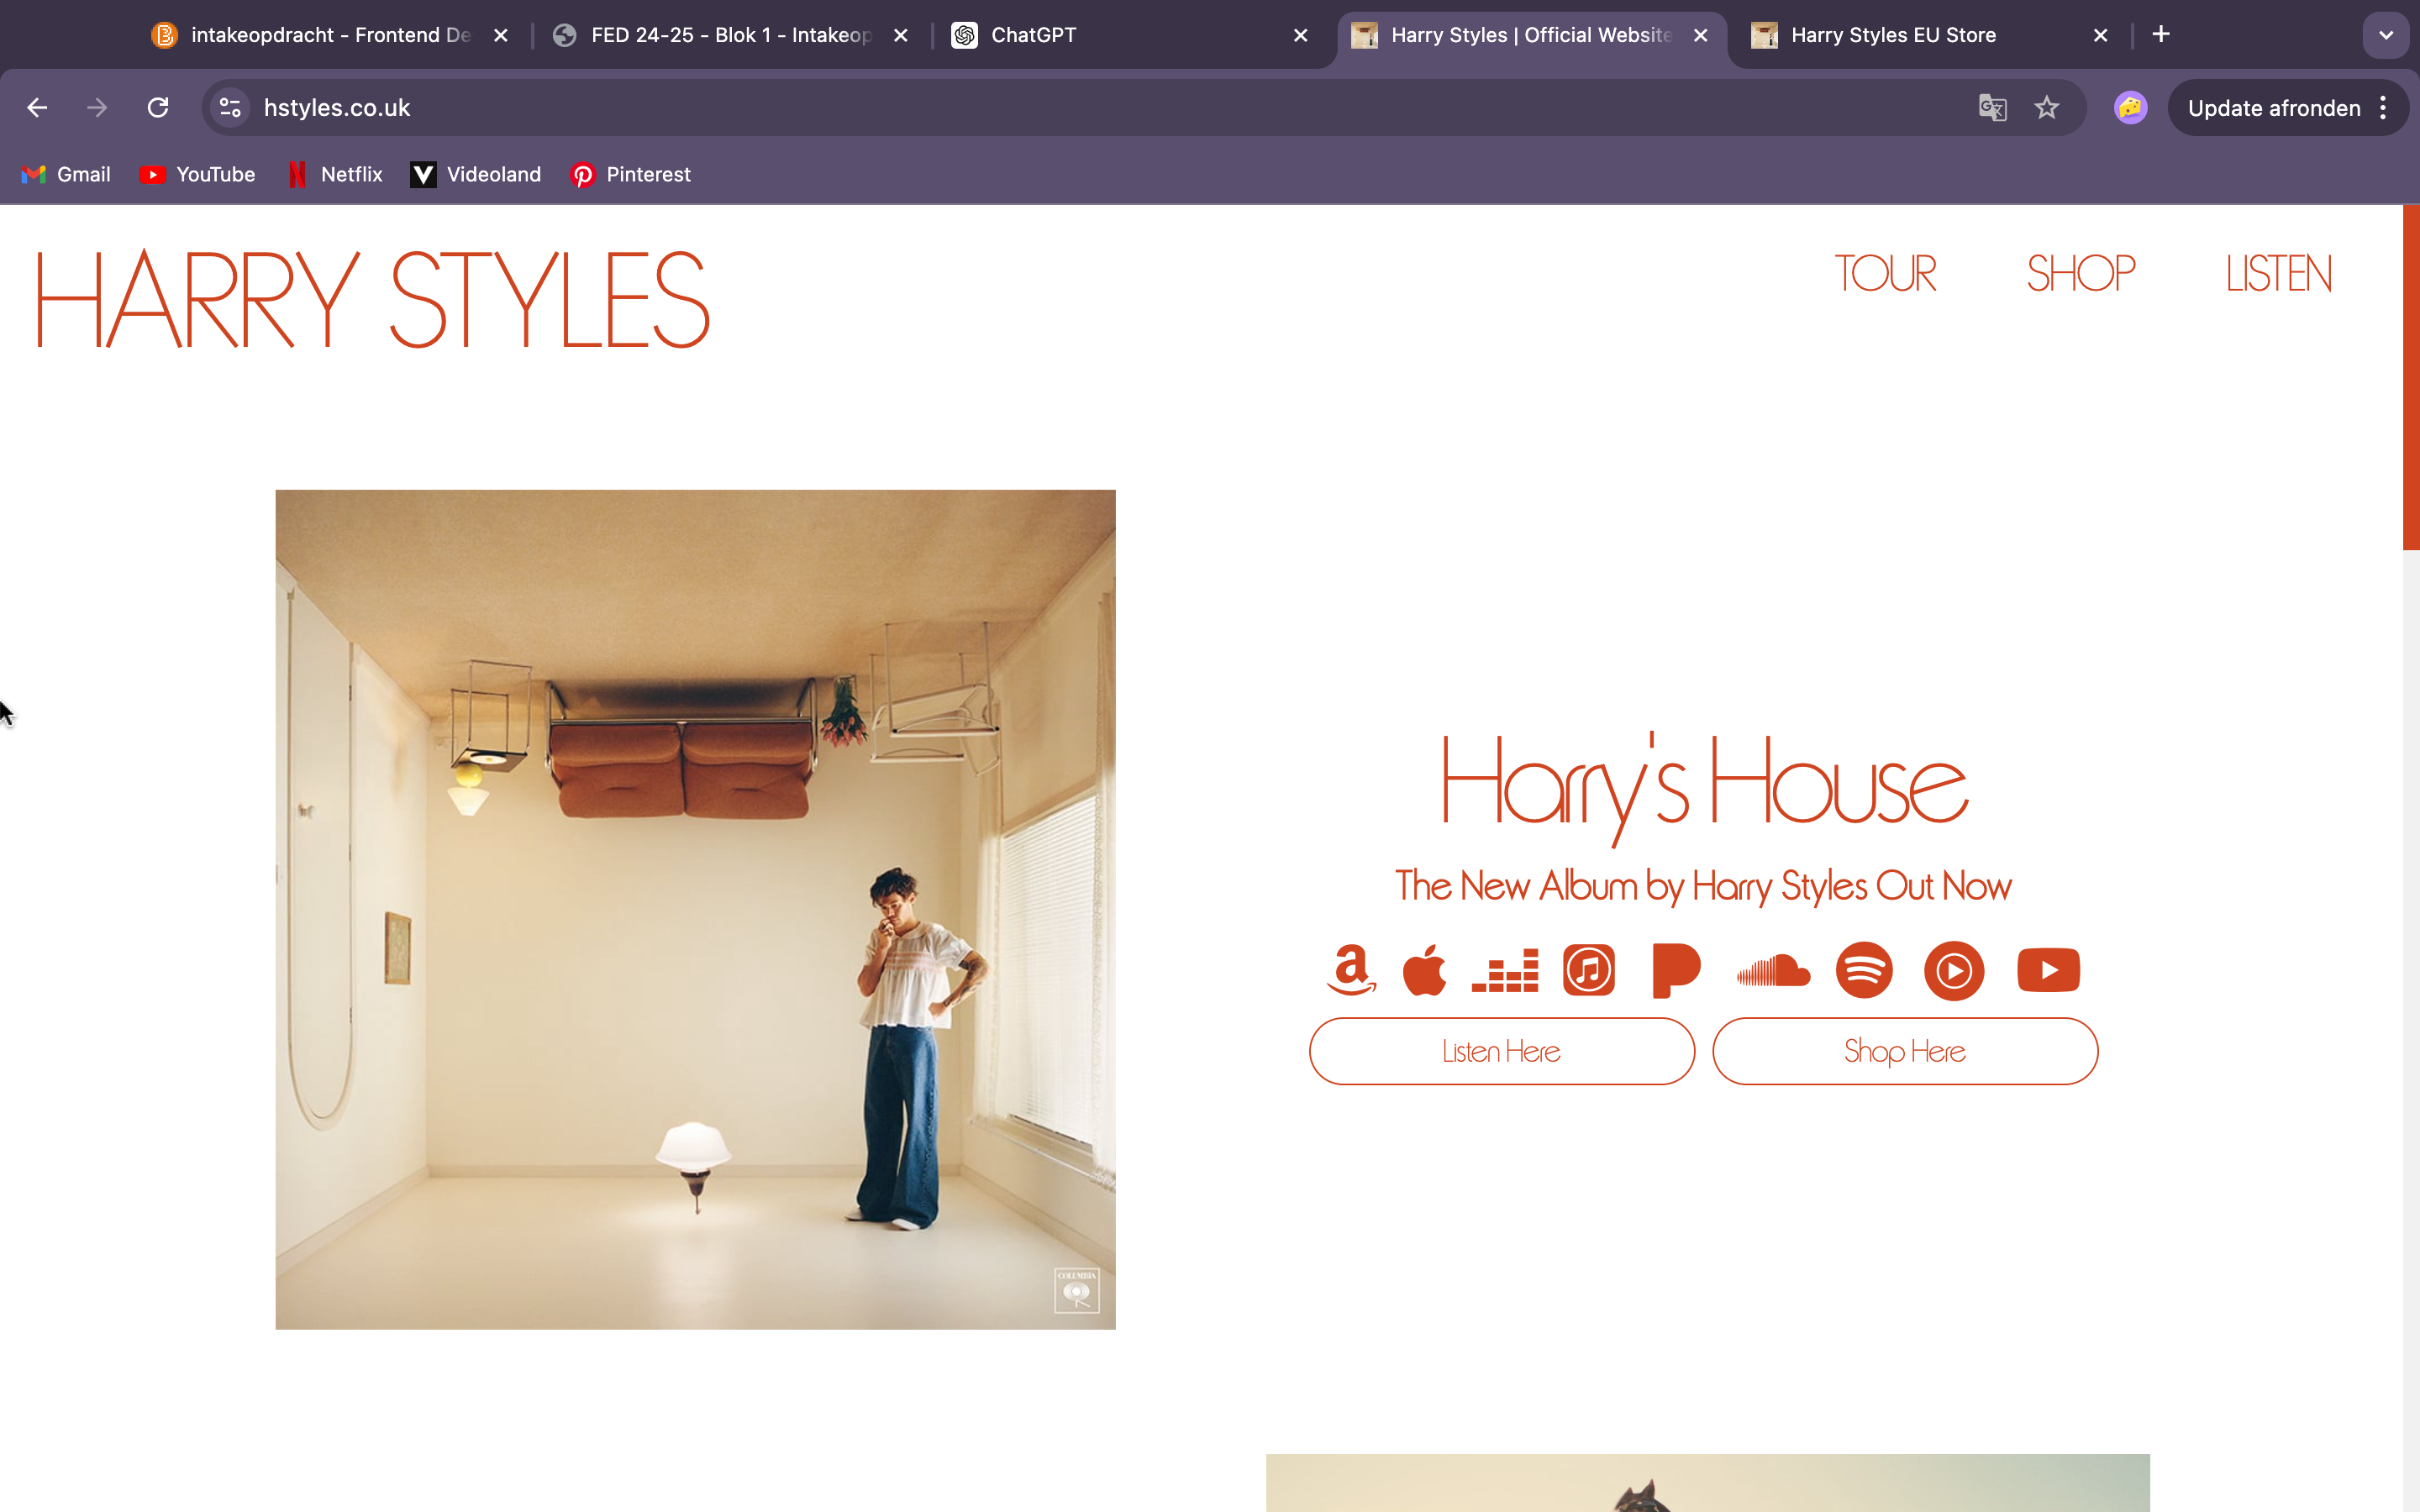 intakeopdracht - Frontend De
FED 24-25 - Blok 1 - Intakeop
ChatGPT
Harry Styles | Official Website
Harry Styles EU Store
hstyles.co.uk
Update afronden
Gmail
YouTube
Netflix
Videoland
Pinterest
HARRY STYLES
TOUR
SHOP
LISTEN
COLUMBIA
Harry's House
The New Album by Harry Styles Out Now
Listen Here
Shop Here